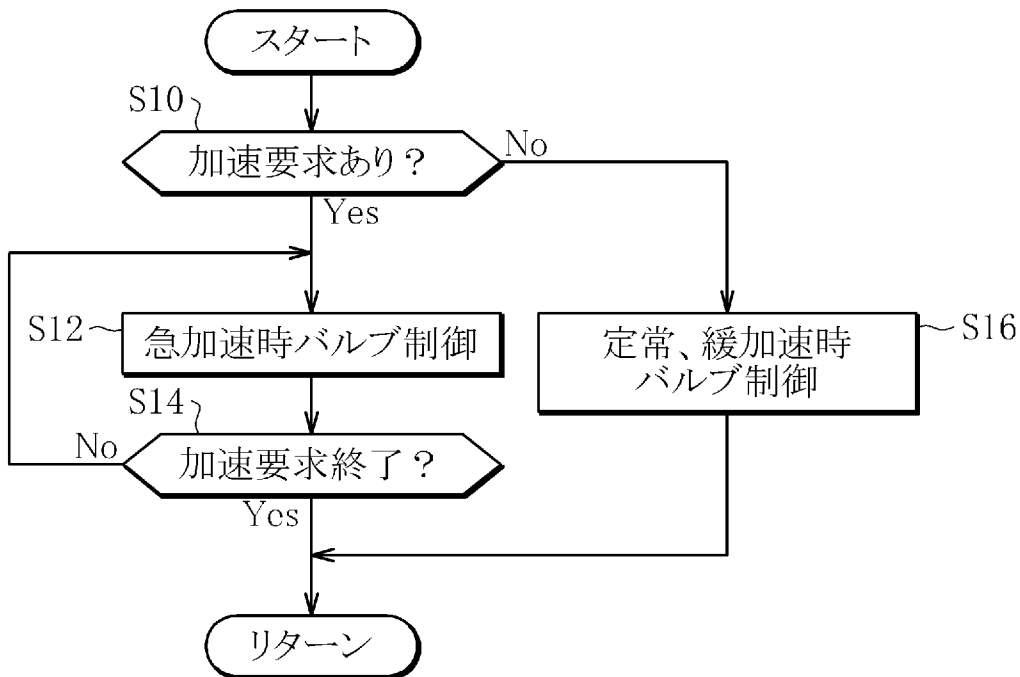 スタート
S10
加速要求あり?
No
Yes
S12
急加速時バルブ制御
S16
定常、緩加速時
バルブ制御
S14
加速要求終了?
No
Yes
リターン